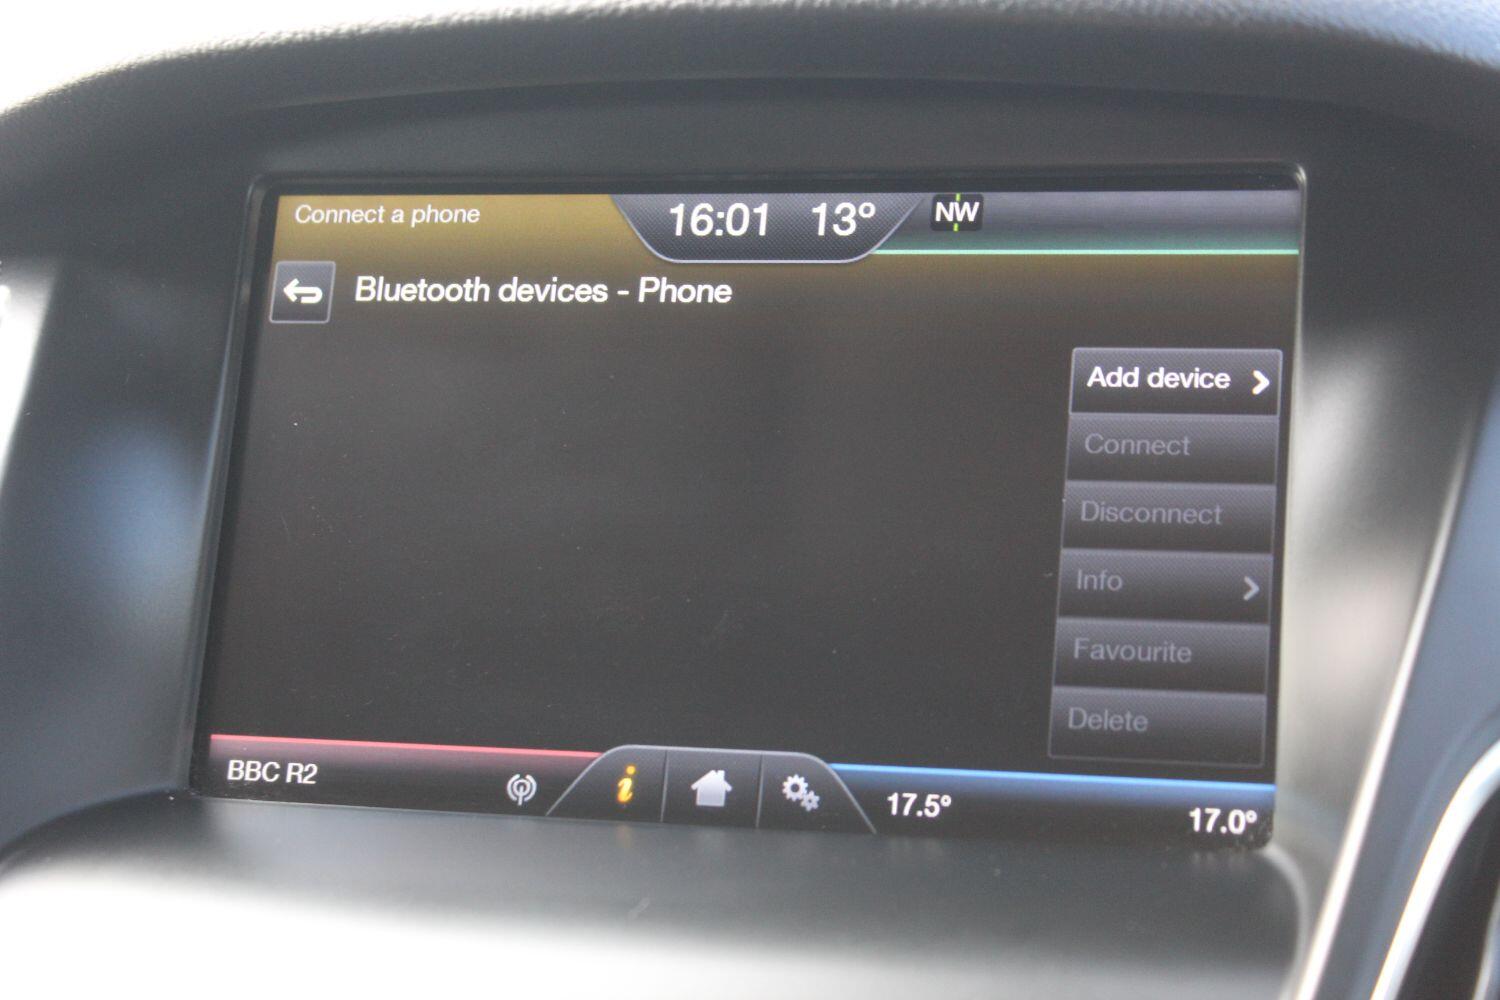 Connect a phone
16:01 13°
NW
Bluetooth devices - Phone
Add device
Connect
Disconnect
Info
Favourite
Delete
BBC R2
i
17.5°
17.0°